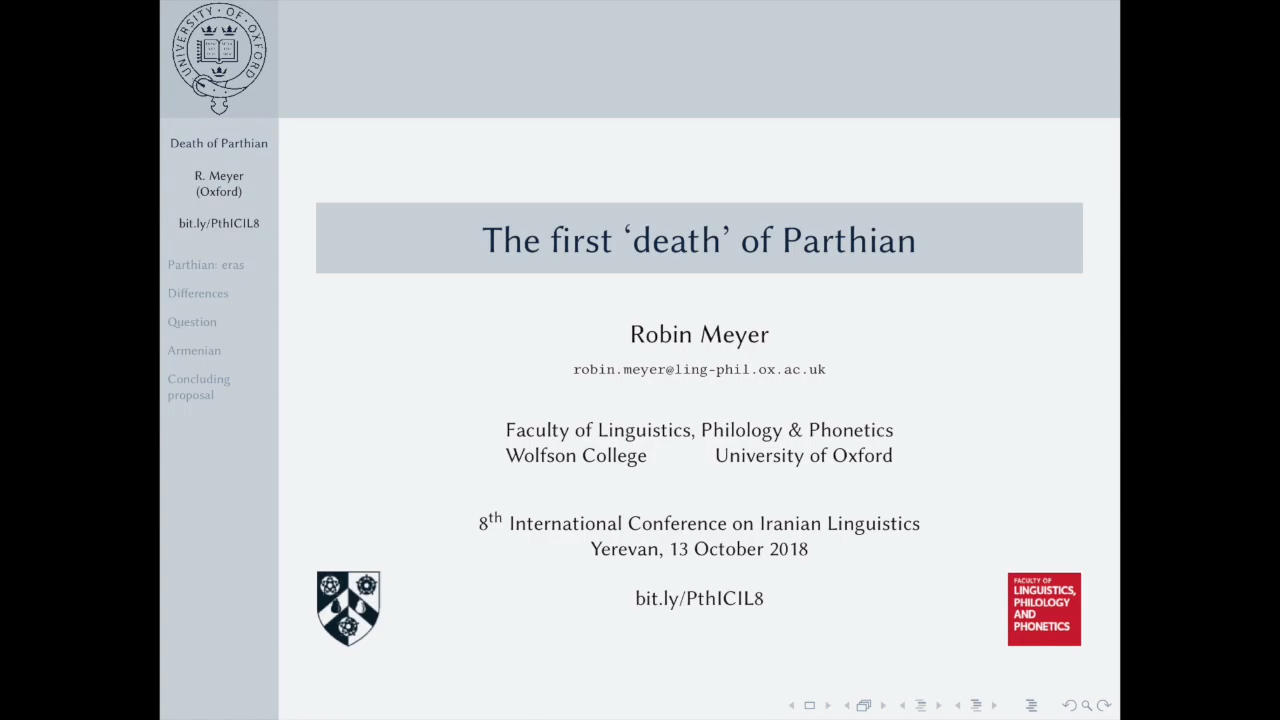 UNIVERSITY · OF · OXFORD
Death of Parthian
R. Meyer
(Oxford)
bit.ly/PthICIL8
Parthian: eras
Differences
Question
Armenian
Concluding
proposal
The first ‘death’ of Parthian
Robin Meyer
robin.meyer@ling-phil.ox.ac.uk
Faculty of Linguistics, Philology & Phonetics
Wolfson College University of Oxford
8th International Conference on Iranian Linguistics
Yerevan, 13 October 2018
bit.ly/PthICIL8
FACULTY OF
LINGUISTICS,
PHILOLOGY
AND
PHONETICS